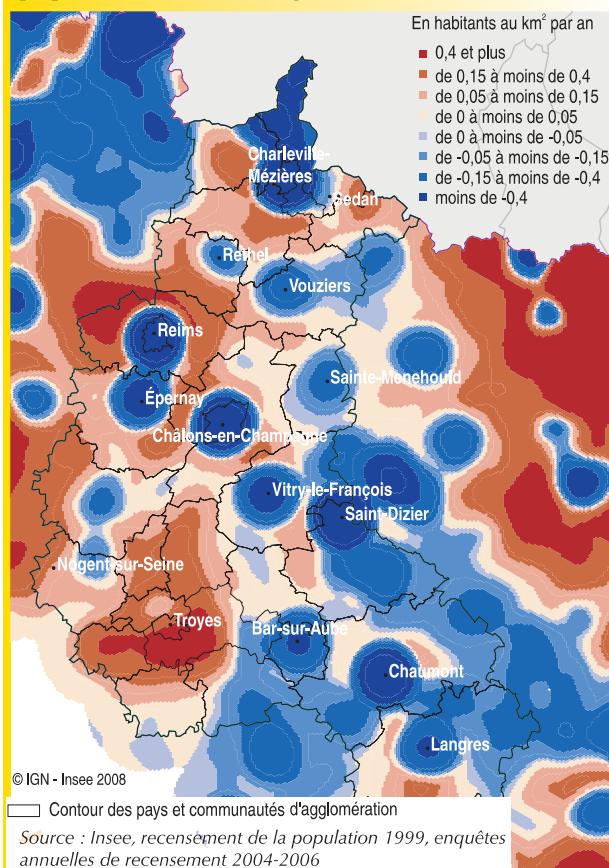 En habitants au km² par an
0,4 et plus
de 0,15 à moins de 0,4
de 0,05 à moins de 0,15
de 0 à moins de 0,05
de 0 à moins de -0,05
de -0,05 à moins de -0,15
de -0,15 à moins de -0,4
moins de -0,4
Charleville-
Mézières
Sedan
Rethel
Vouziers
Reims
Sainte-Menehould
Épernay
Châlons-en-Champagne
Vitry-le-François
Saint-Dizier
Nogent-sur-Seine
Troyes
Bar-sur-Aube
Chaumont
Langres
© IGN - Insee 2008
Contour des pays et communautés d'agglomération
Source : Insee, recensement de la population 1999, enquêtes
annuelles de recensement 2004-2006